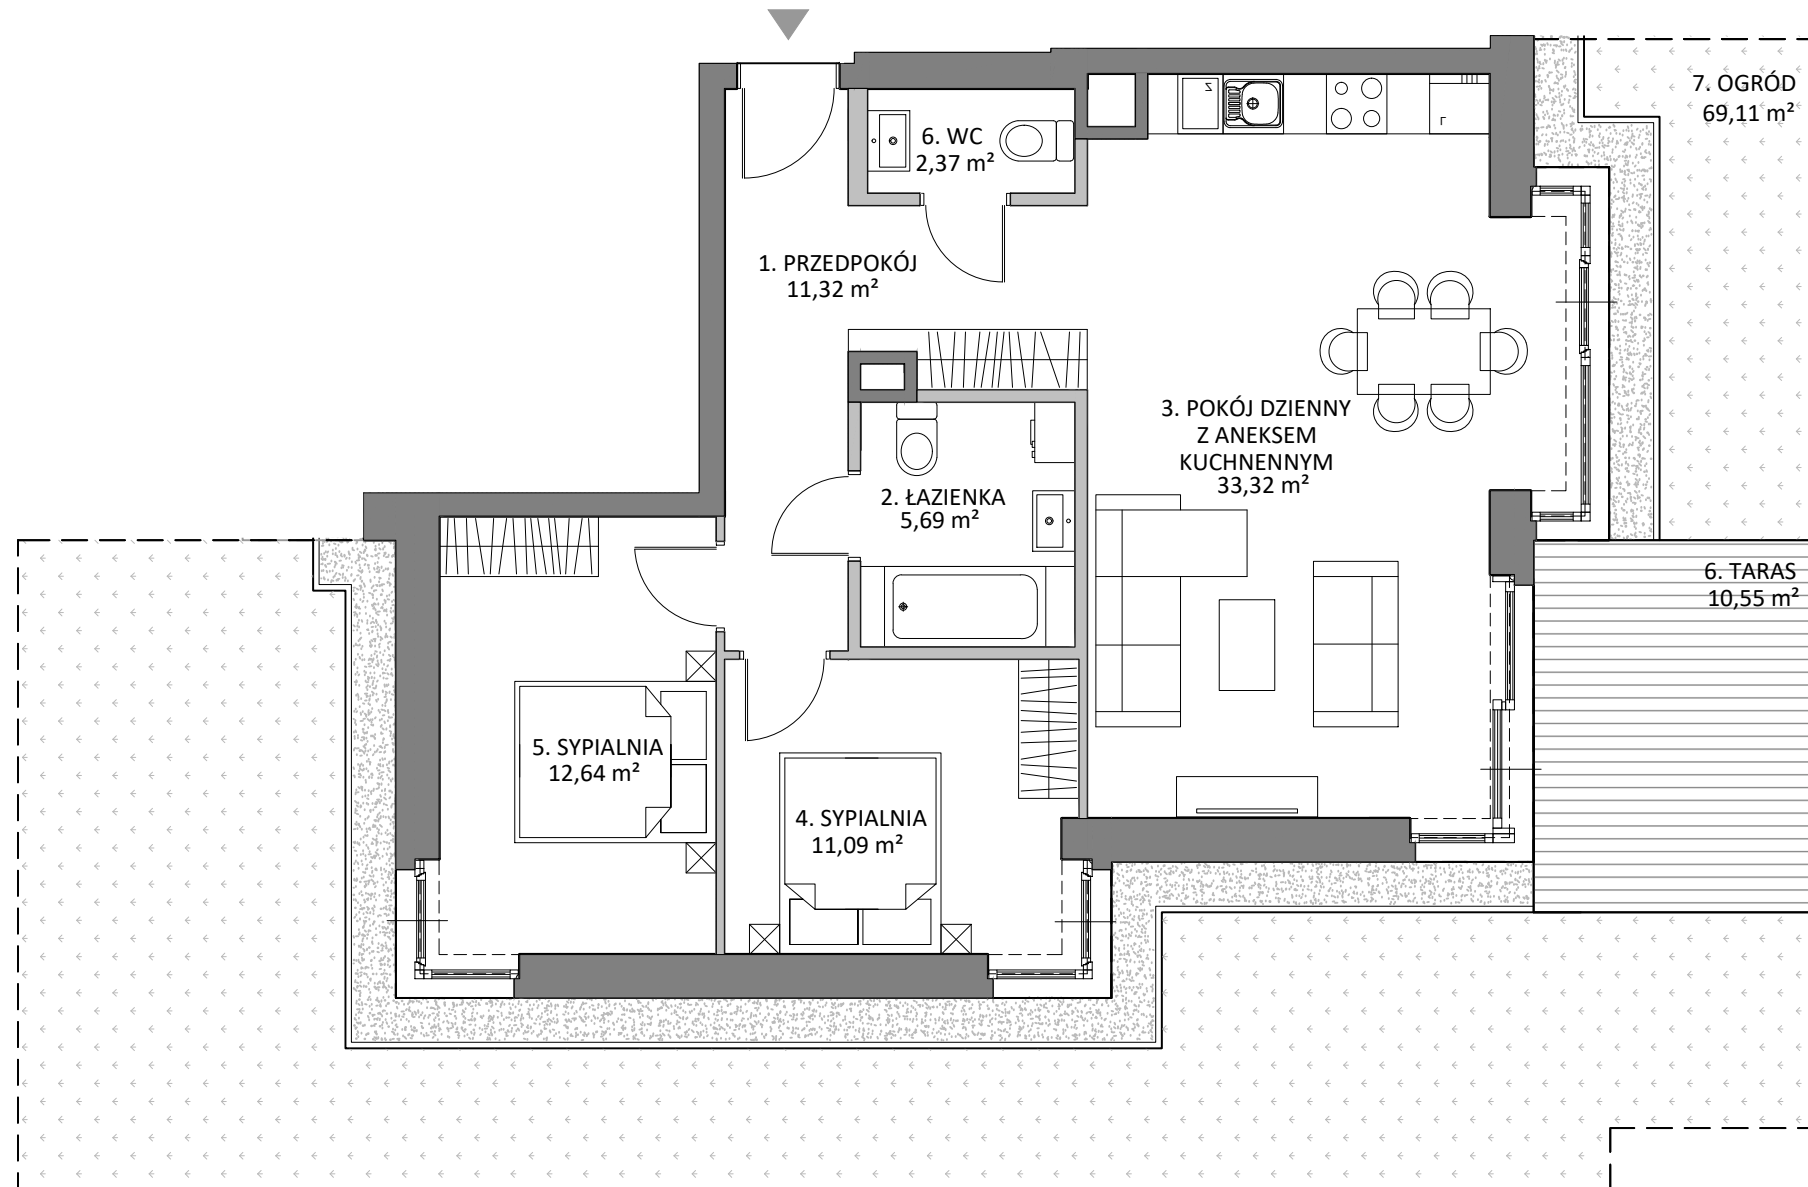 7. OGRÓD
69,11 m²
6. WC
2,37 m²
1. PRZEDPOKÓJ
11,32 m²
3. POKÓJ DZIENNY
Z ANEKSEM
KUCHNENNYM
33,32 m²
2. ŁAZIENKA
5,69 m²
6. TARAS
10,55 m²
5. SYPIALNIA
12,64 m²
4. SYPIALNIA
11,09 m²